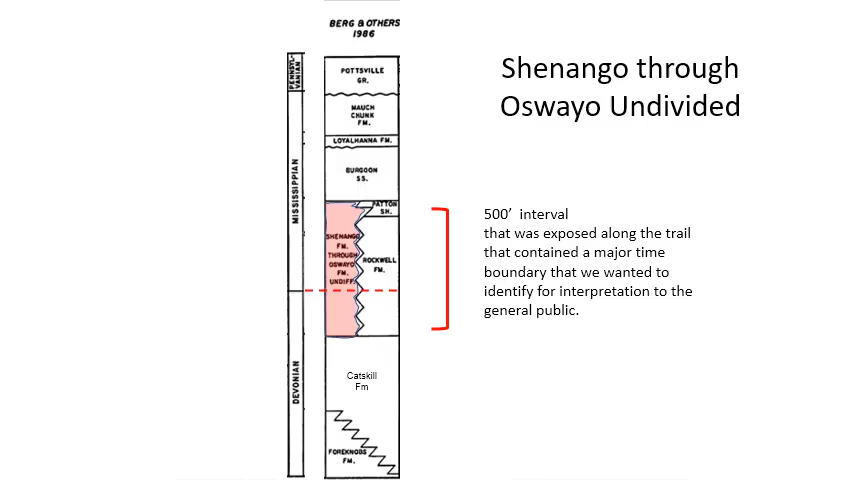 BERG & OTHERS
1986
Shenango through
Oswayo Undivided
PENNSYL-
VANIAN
MISSISSIPPIAN
DEVONIAN
POTTSVILLE
GR.
MAUCH
CHUNK
FM.
LOYALHANNA FM.
BURGOON
SS.
PATTON
SH.
SHENANGO
FM.
THROUGH
OSWAYO
FM.
UNDIFF.
ROCKWELL
FM.
Catskill
Fm
FOREKNOBS
FM.
500’ interval
that was exposed along the trail
that contained a major time
boundary that we wanted to
identify for interpretation to the
general public.